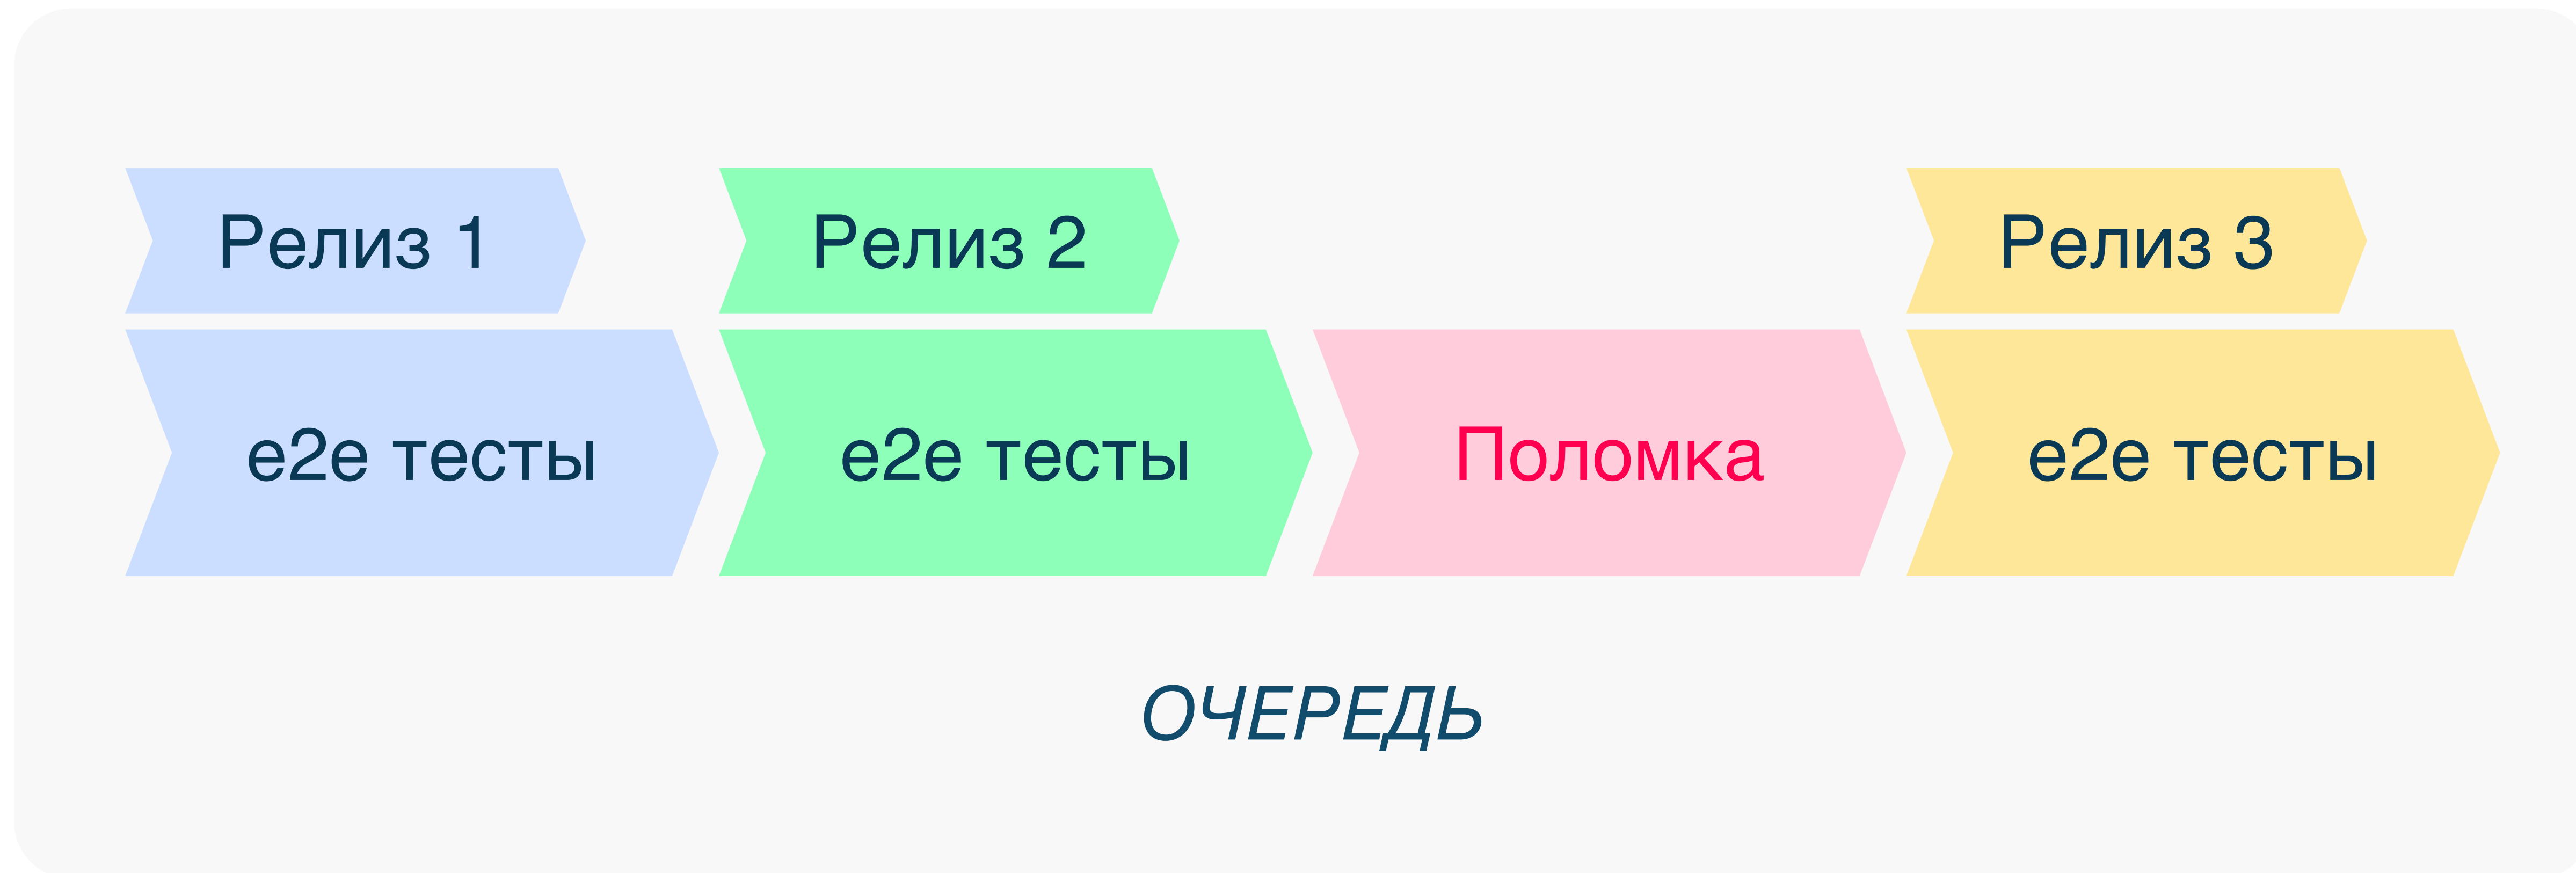 Релиз 1
Релиз 2
Релиз 3
e2e тесты
e2e тесты
Поломка
e2e тесты
ОЧЕРЕДЬ